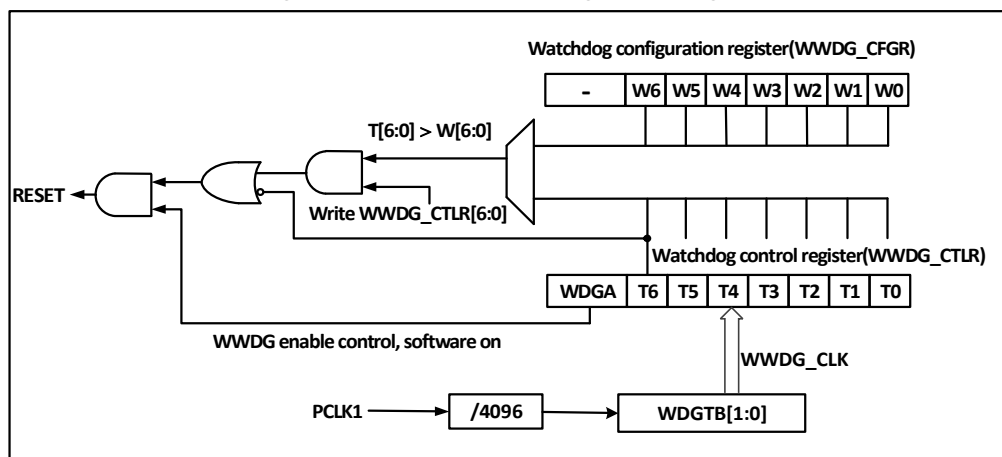 Watchdog configuration register(WWDG_CFGR)
- W6 W5 W4 W3 W2 W1 W0
T[6:0] > W[6:0]
RESET
Write WWDG_CTLR[6:0]
Watchdog control register(WWDG_CTLR)
WDGA T6 T5 T4 T3 T2 T1 T0
WWDG enable control, software on
WWDG_CLK
PCLK1 /4096 WDGTB[1:0]